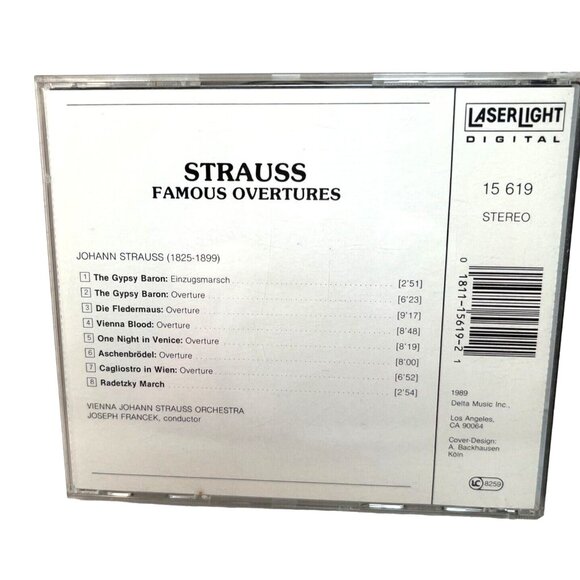 STRAUSS
FAMOUS OVERTURES
JOHANN STRAUSS (1825-1899)
1 The Gypsy Baron: Einzugsmarsch [2'51]
2 The Gypsy Baron: Overture [6'23]
3 Die Fledermaus: Overture [9'17]
4 Vienna Blood: Overture [8'48]
5 One Night in Venice: Overture [8'19]
6 Aschenbrödel: Overture [8'00]
7 Cagliostro in Wien: Overture [6'52]
8 Radetzky March [2'54]
VIENNA JOHANN STRAUSS ORCHESTRA
JOSEPH FRANCEK, conductor
LASERLIGHT
DIGITAL
15 619
STEREO
0 1811-15619-2 1
1989
Delta Music Inc.,
Los Angeles,
CA 90064
Cover-Design:
A. Backhausen
Köln
LC 8259